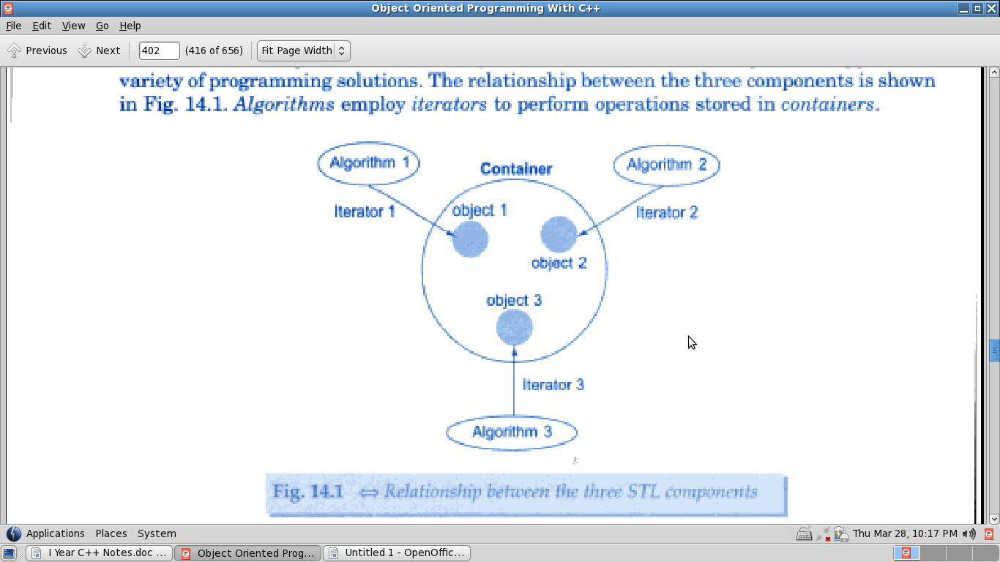 Object Oriented Programming With C++
File Edit View Go Help
Previous Next 402 (416 of 656) Fit Page Width
variety of programming solutions. The relationship between the three components is shown
in Fig. 14.1. Algorithms employ iterators to perform operations stored in containers.
Algorithm 1
Container
Algorithm 2
Iterator 1
object 1
Iterator 2
object 2
object 3
Iterator 3
Algorithm 3
Fig. 14.1 ⇔ Relationship between the three STL components
Applications Places System Thu Mar 28, 10:17 PM
I Year C++ Notes.doc ... Object Oriented Prog... Untitled 1 - OpenOffic...